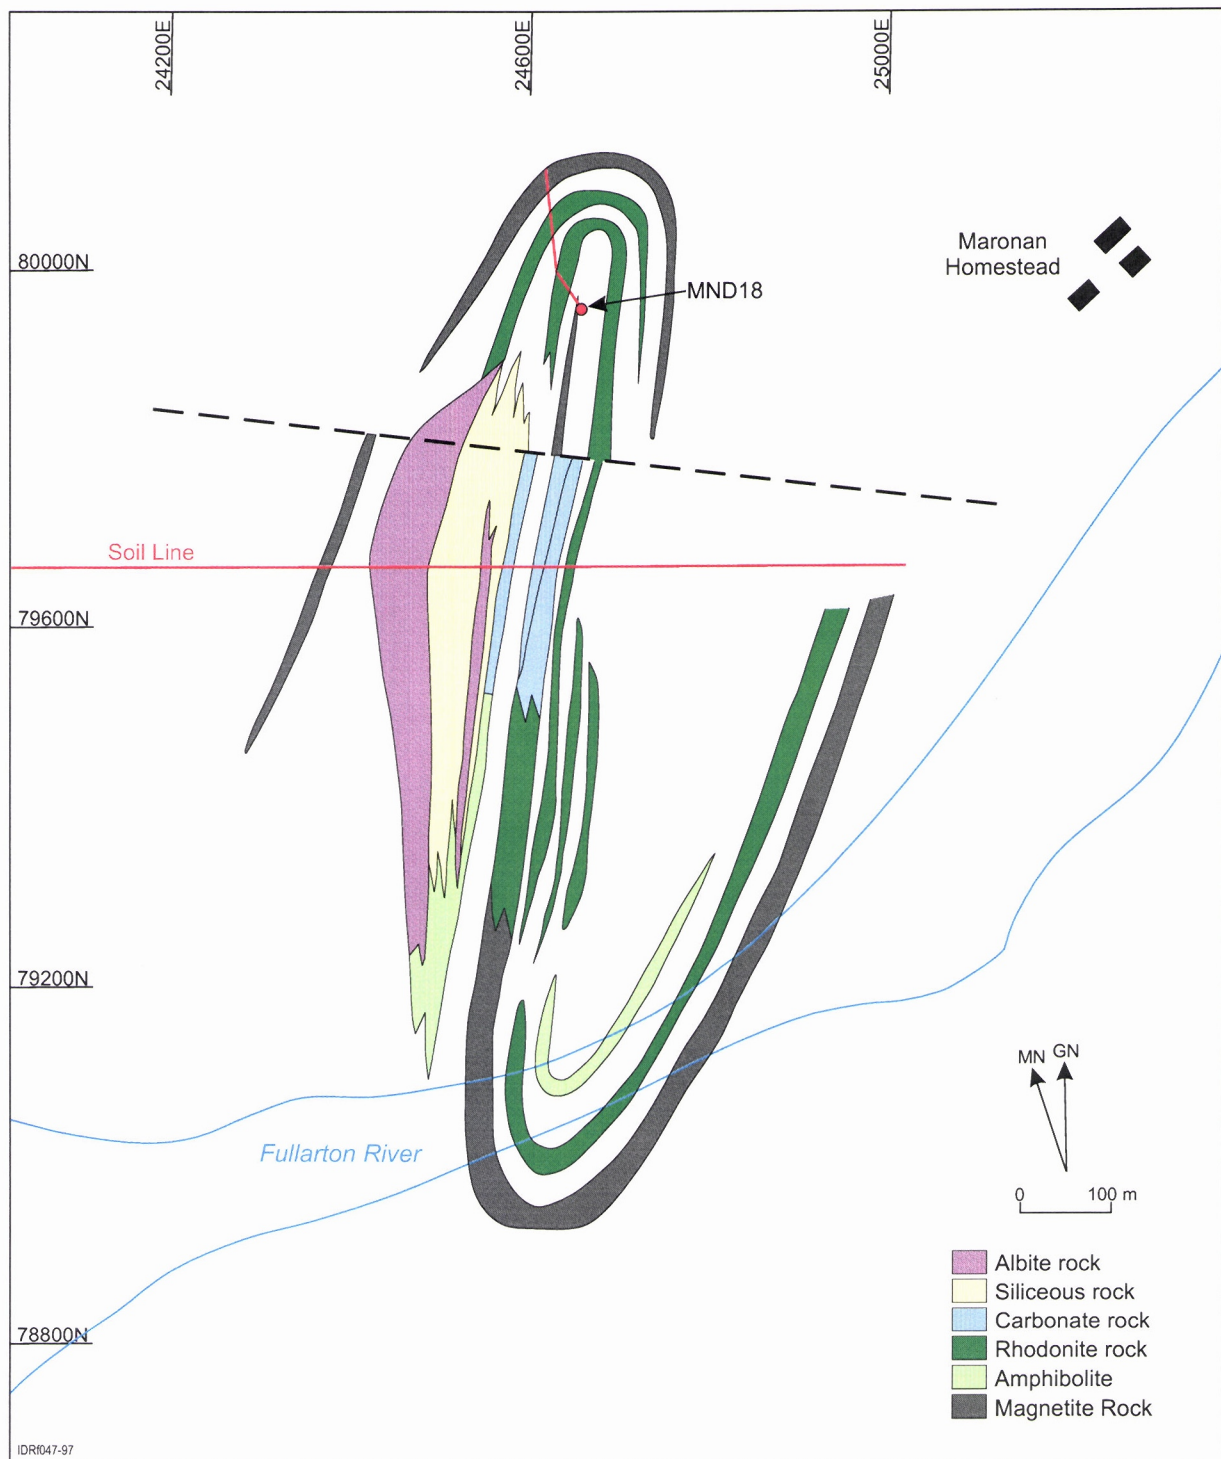 24200E
24600E
25000E
80000N
Maronan
Homestead
MND18
Soil Line
79600N
79200N
MN GN
Fullarton River
0 100 m
Albite rock
Siliceous rock
Carbonate rock
Rhodonite rock
Amphibolite
78800N
Magnetite Rock
IDRf047-97